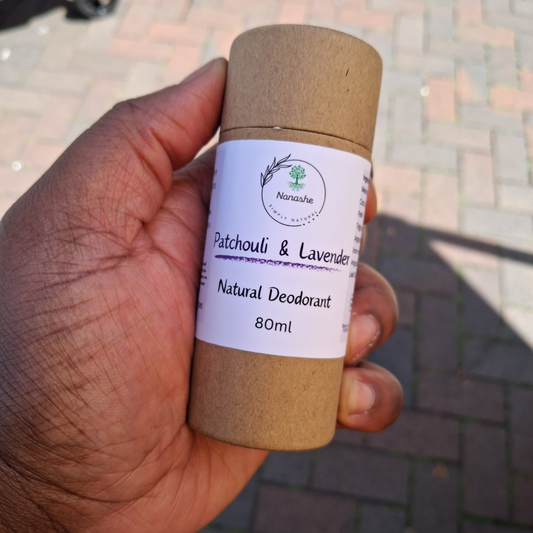 Nanashe
SIMPLY NATURAL
Patchouli & Lavender
Natural Deodorant
80ml